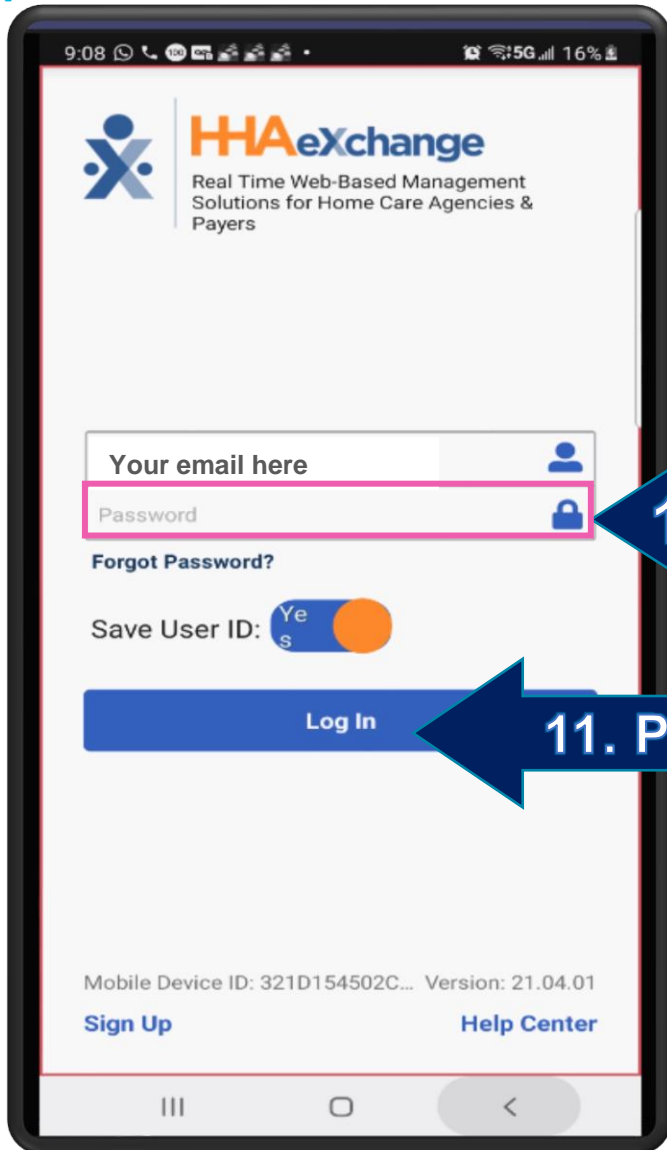 9:08 100 5G 16%
HHAeXchange
Real Time Web-Based Management
Solutions for Home Care Agencies &
Payers
Your email here
Password
Forgot Password?
Save User ID: Yes
Log In
11. P
Mobile Device ID: 321D154502C... Version: 21.04.01
Sign Up Help Center